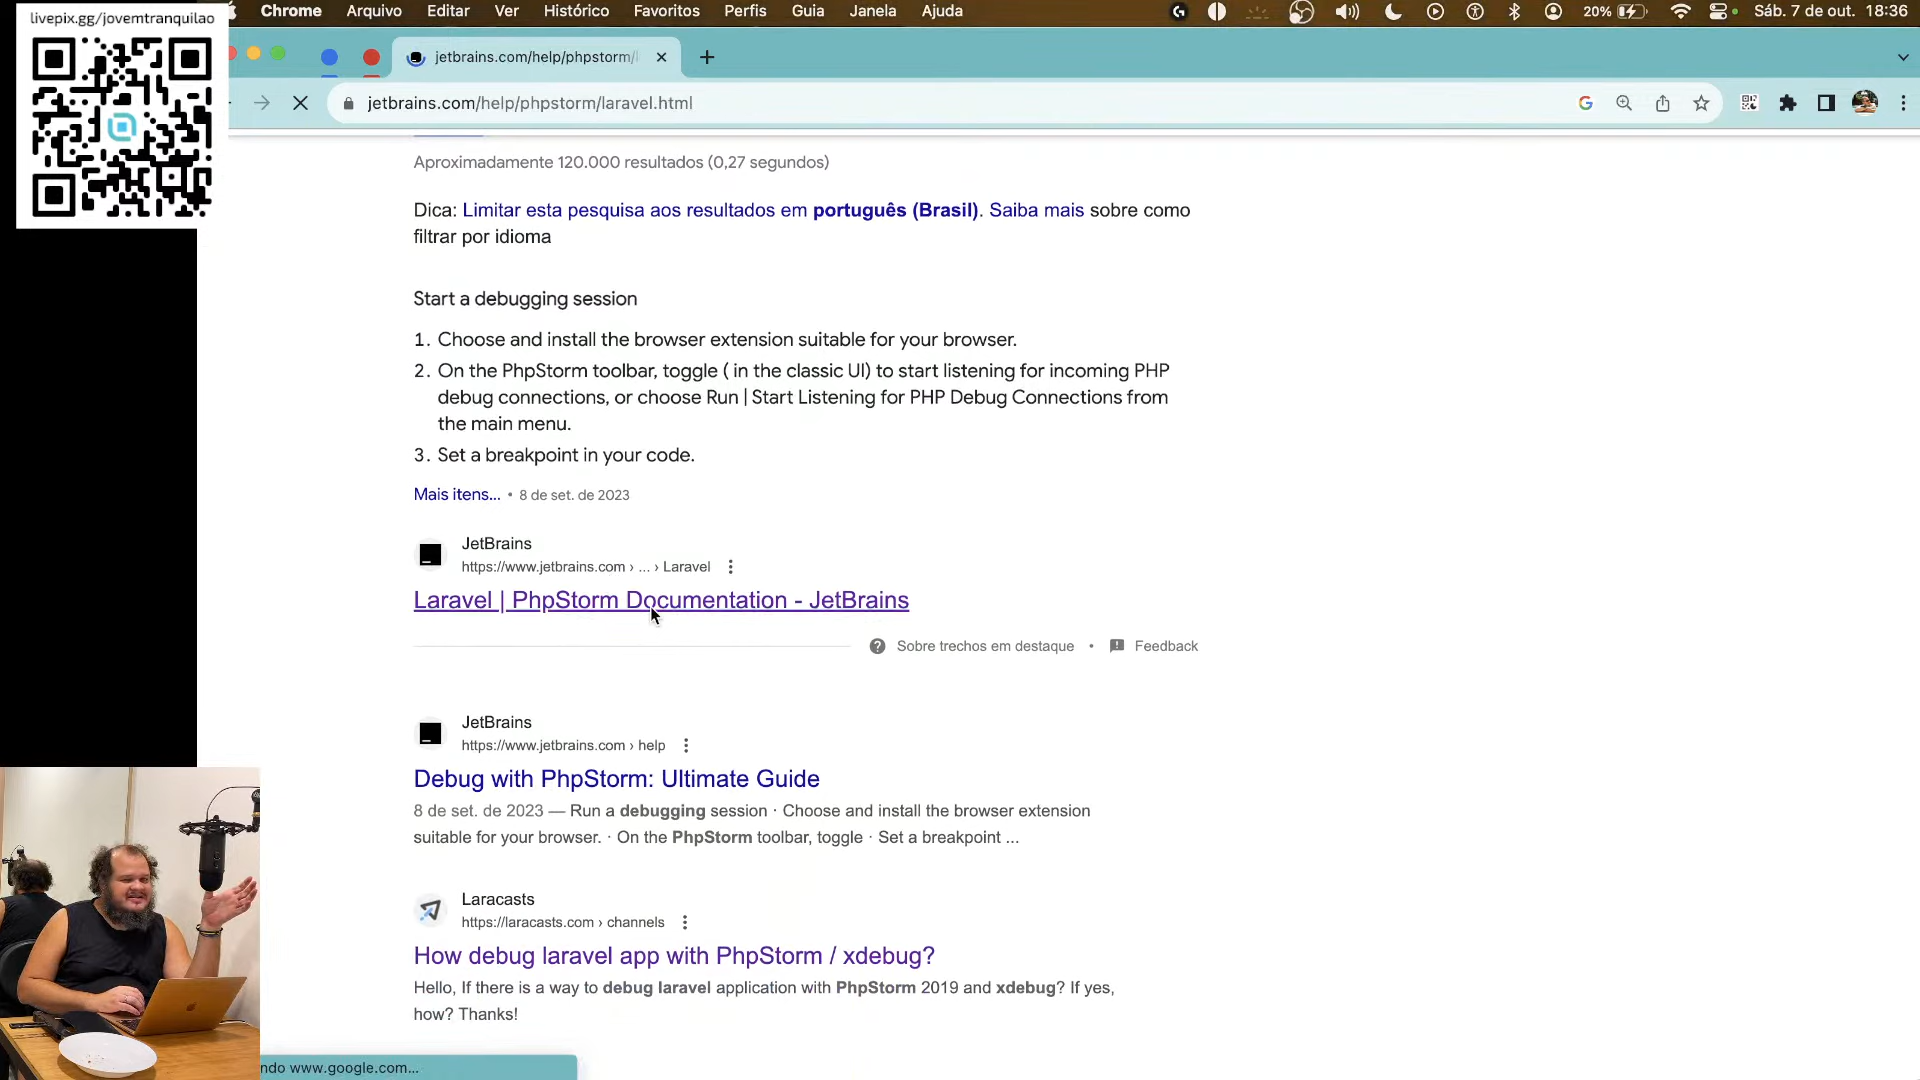 livepix.gg/jovemtranquilao
Chrome Arquivo Editar Ver Histórico Favoritos Perfis Guia Janela Ajuda
20% Sáb. 7 de out. 18:36
jetbrains.com/help/phpstorm/
jetbrains.com/help/phpstorm/laravel.html
Aproximadamente 120.000 resultados (0,27 segundos)
Dica: Limitar esta pesquisa aos resultados em português (Brasil). Saiba mais sobre como
filtrar por idioma
Start a debugging session
1. Choose and install the browser extension suitable for your browser.
2. On the PhpStorm toolbar, toggle ( in the classic UI) to start listening for incoming PHP
debug connections, or choose Run | Start Listening for PHP Debug Connections from
the main menu.
3. Set a breakpoint in your code.
Mais itens... • 8 de set. de 2023
JetBrains
https://www.jetbrains.com › ... › Laravel
Laravel | PhpStorm Documentation - JetBrains
Sobre trechos em destaque • Feedback
JetBrains
https://www.jetbrains.com › help
Debug with PhpStorm: Ultimate Guide
8 de set. de 2023 — Run a debugging session · Choose and install the browser extension
suitable for your browser. · On the PhpStorm toolbar, toggle · Set a breakpoint ...
Laracasts
https://laracasts.com › channels
How debug laravel app with PhpStorm / xdebug?
Hello, If there is a way to debug laravel application with PhpStorm 2019 and xdebug? If yes,
how? Thanks!
ndo www.google.com...